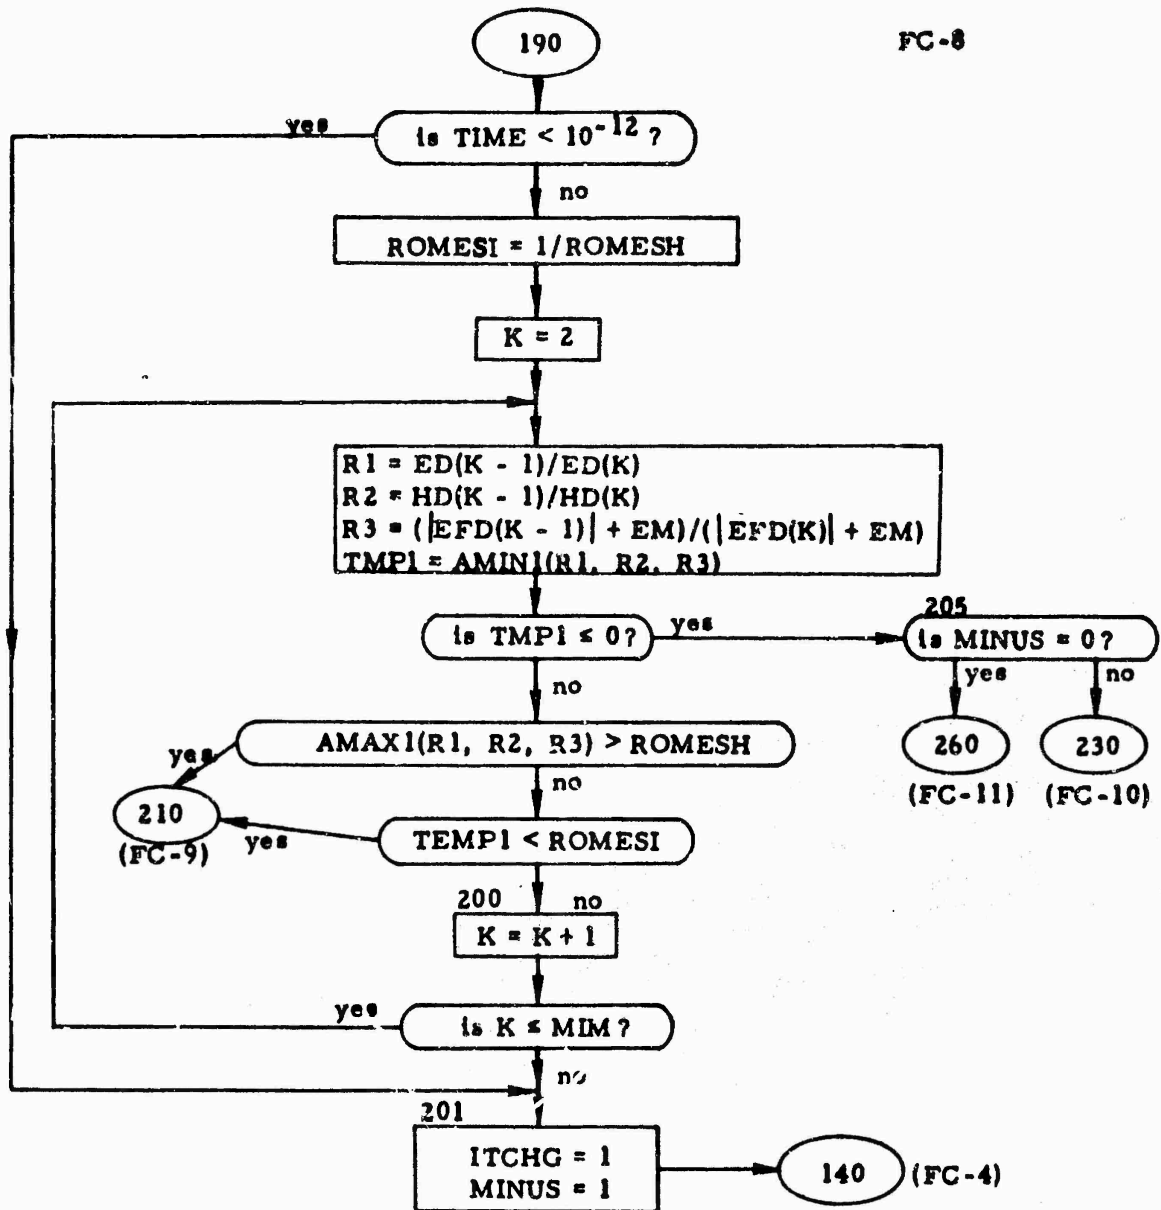 190
FC-8
yes
is TIME < 10⁻¹² ?
no
ROMESI = 1/ROMESH
K = 2
R1 = ED(K - 1)/ED(K)
R2 = HD(K - 1)/HD(K)
R3 = (|EFD(K - 1)| + EM)/(|EFD(K)| + EM)
TMP1 = AMIN1(R1, R2, R3)
is TMP1 ≤ 0?
yes
205
is MINUS = 0?
no
yes
no
AMAX1(R1, R2, R3) > ROMESH
260
230
yes
(FC-11)
(FC-10)
no
210
(FC-9)
yes
TEMP1 < ROMESI
200
no
K = K + 1
yes
is K ≤ MIM?
no
201
ITCHG = 1
MINUS = 1
140
(FC-4)